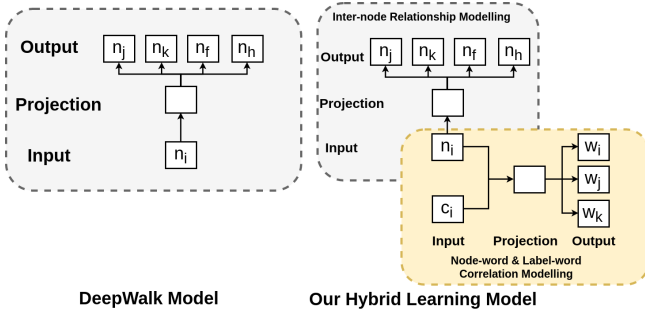 Output
n_j n_k n_f n_h
Projection
Input
n_i
DeepWalk Model
Inter-node Relationship Modelling
Output
n_j n_k n_f n_h
Projection
Input
n_i
c_i
w_i
w_j
w_k
Input Projection Output
Node-word & Label-word
Correlation Modelling
Our Hybrid Learning Model